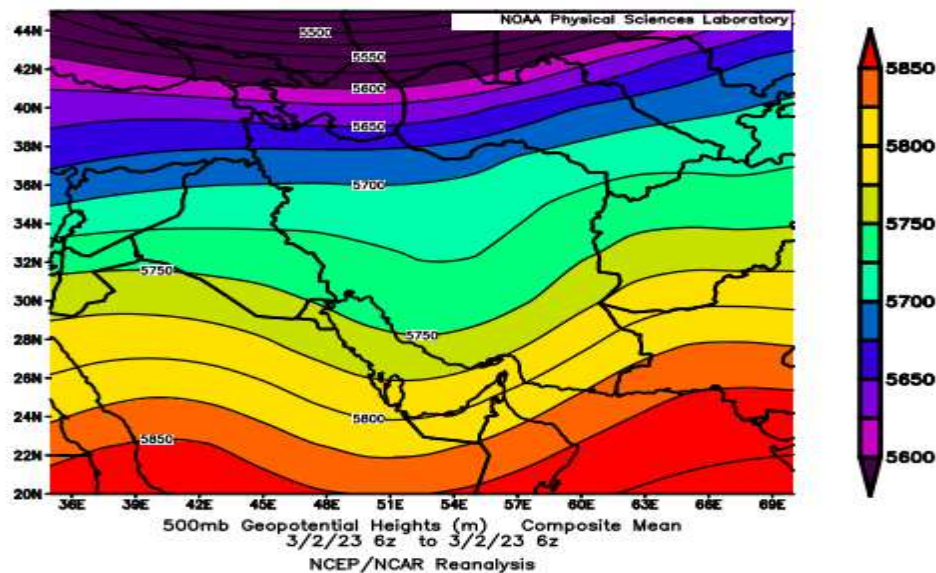 NOAA Physical Sciences Laboratory
5500
5550
5600
5650
5700
5750
5750
5800
5850
44N
42N
40N
38N
36N
34N
32N
30N
28N
26N
24N
22N
20N
36E 39E 42E 45E 48E 51E 54E 57E 60E 63E 66E 69E
5850
5800
5750
5700
5650
5600
500mb Geopotential Heights (m) Composite Mean
3/2/23 6z to 3/2/23 6z
NCEP/NCAR Reanalysis